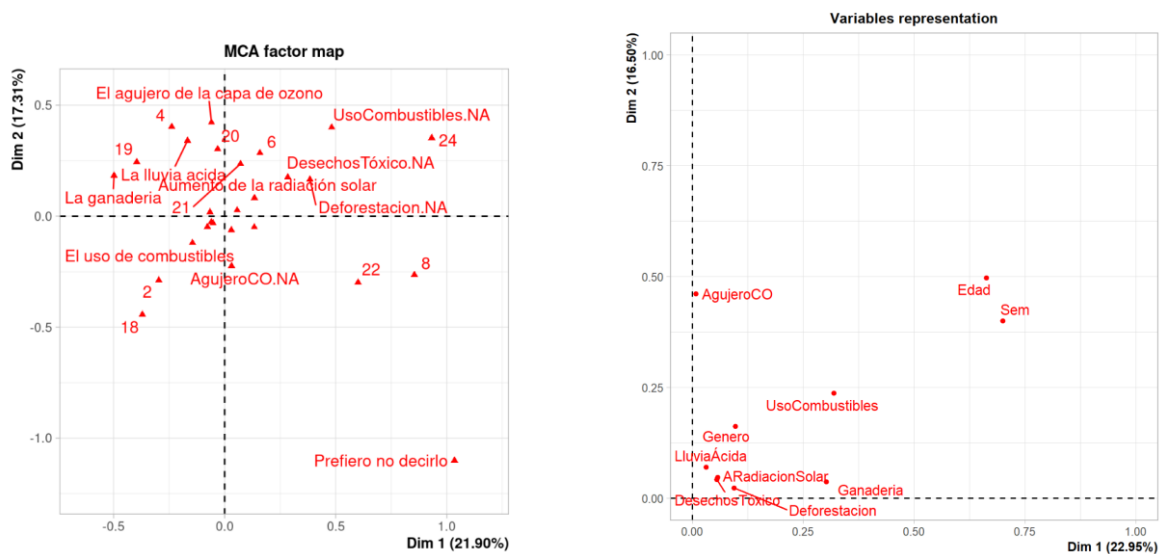 MCA factor map
Dim 2 (17.31%)
0.5
0.0
-0.5
-1.0
El agujero de la capa de ozono
4
UsoCombustibles.NA
20
6
24
19
DesechosTóxico.NA
La lluvia acida
Aumento de la radiación solar
La ganaderia
21
Deforestacion.NA
El uso de combustibles
AgujeroCO.NA
22
8
2
18
Prefiero no decirlo
-0.5
0.0
0.5
1.0
Dim 1 (21.90%)
Variables representation
Dim 2 (16.50%)
1.00
0.75
0.50
0.25
0.00
AgujeroCO
Edad
Sem
UsoCombustibles
Genero
LluviaÁcida
ARadiacionSolar
Ganaderia
DesechosTóxico
Deforestacion
0.00
0.25
0.50
0.75
1.00
Dim 1 (22.95%)